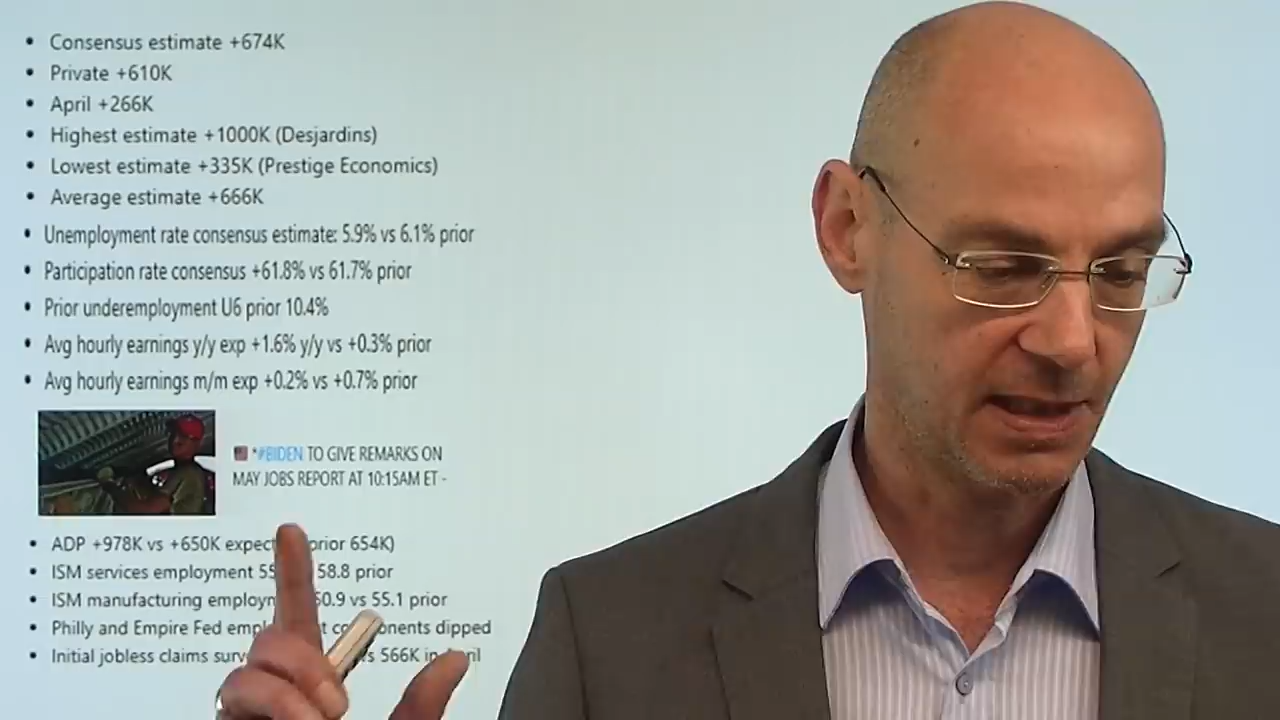 • Consensus estimate +674K
• Private +610K
• April +266K
• Highest estimate +1000K (Desjardins)
• Lowest estimate +335K (Prestige Economics)
• Average estimate +666K
• Unemployment rate consensus estimate: 5.9% vs 6.1% prior
• Participation rate consensus +61.8% vs 61.7% prior
• Prior underemployment U6 prior 10.4%
• Avg hourly earnings y/y exp +1.6% y/y vs +0.3% prior
• Avg hourly earnings m/m exp +0.2% vs +0.7% prior
*#BIDEN TO GIVE REMARKS ON
MAY JOBS REPORT AT 10:15AM ET -
• ADP +978K vs +650K prior 654K)
• ISM services employment 58.8 prior
• ISM manufacturing 50.9 vs 55.1 prior
• Philly and Empire Fed dipped
• Initial jobless claims 566K in